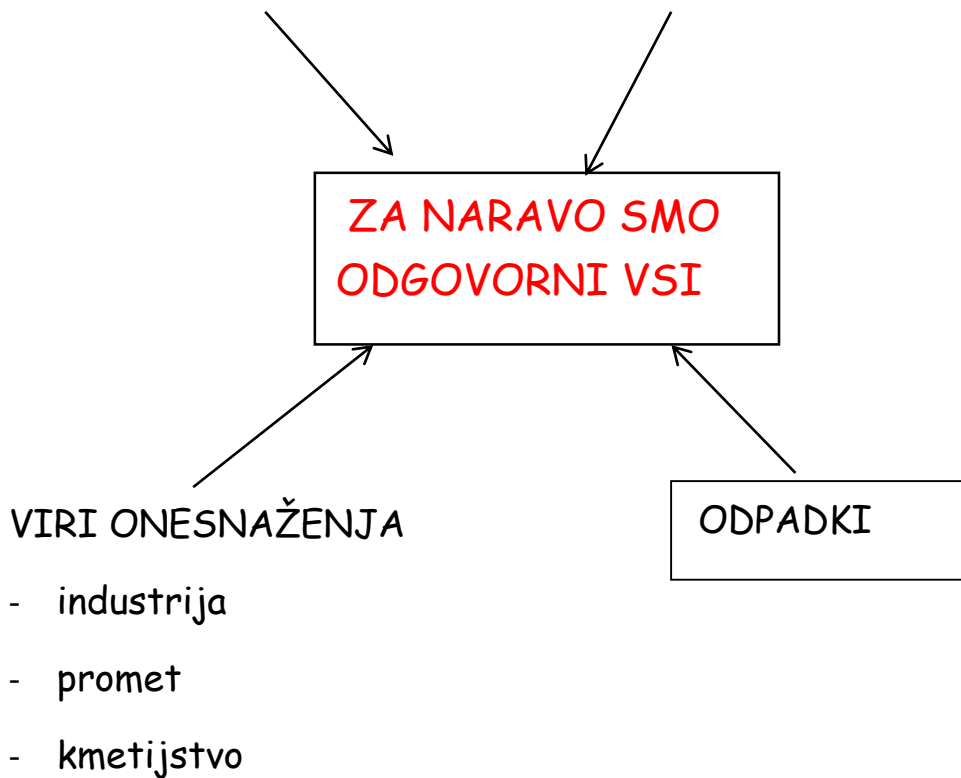 ZA NARAVO SMO
ODGOVORNI VSI
VIRI ONESNAŽENJA
ODPADKI
- industrija
- promet
- kmetijstvo